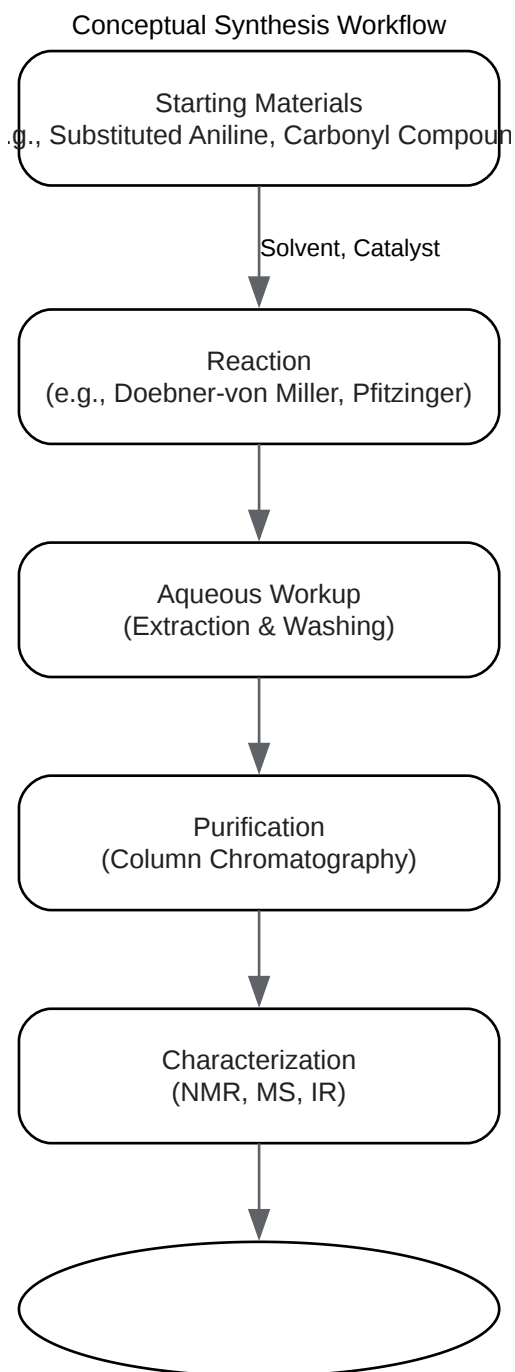 Conceptual Synthesis Workflow
Starting Materials
.g., Substituted Aniline, Carbonyl Compoun
Solvent, Catalyst
Reaction
(e.g., Doebner-von Miller, Pfitzinger)
Aqueous Workup
(Extraction & Washing)
Purification
(Column Chromatography)
Characterization
(NMR, MS, IR)